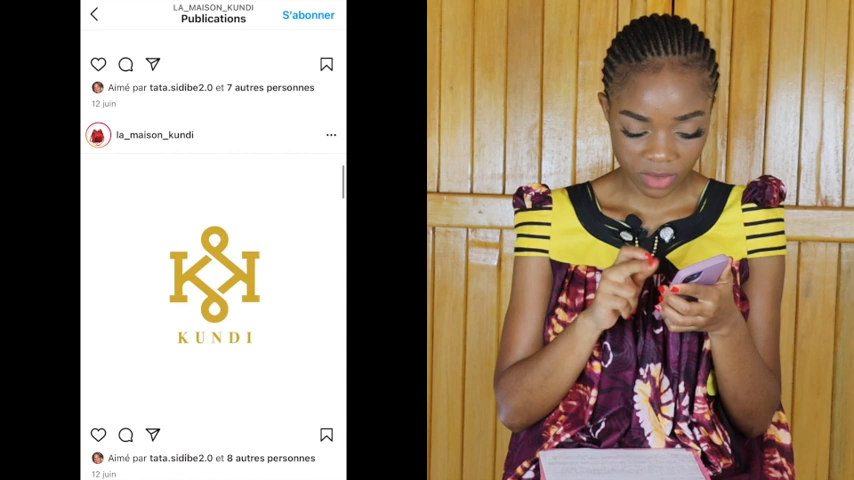 LA_MAISON_KUNDI
Publications
S'abonner
Aimé par tata.sidibe2.0 et 7 autres personnes
12 juin
la_maison_kundi
KUNDI
Aimé par tata.sidibe2.0 et 8 autres personnes
12 juin